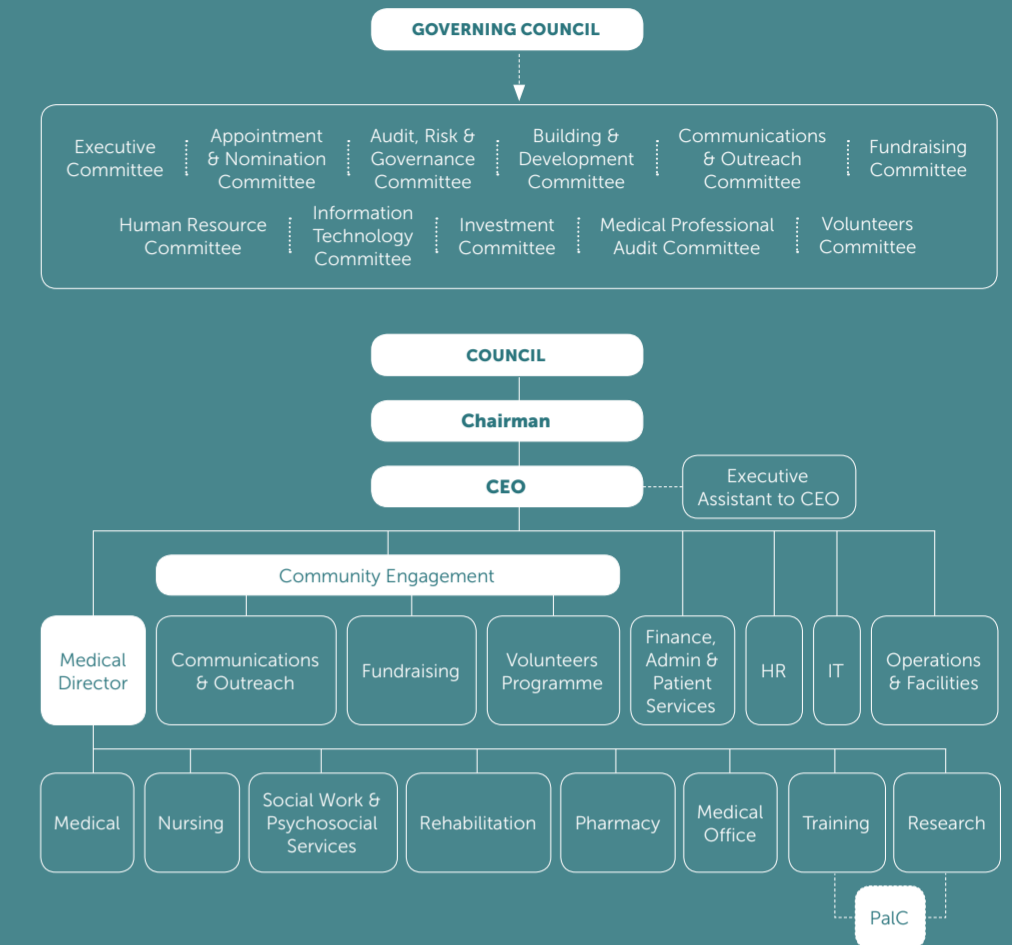 GOVERNING COUNCIL
Executive
Committee
Appointment
& Nomination
Committee
Audit, Risk &
Governance
Committee
Building &
Development
Committee
Communications
& Outreach
Committee
Fundraising
Committee
Human Resource
Committee
Information
Technology
Committee
Investment
Committee
Medical Professional
Audit Committee
Volunteers
Committee
COUNCIL
Chairman
CEO
Executive
Assistant to CEO
Community Engagement
Medical
Director
Communications
& Outreach
Fundraising
Volunteers
Programme
Finance,
Admin &
Patient
Services
HR
IT
Operations
& Facilities
Medical
Nursing
Social Work &
Psychosocial
Services
Rehabilitation
Pharmacy
Medical
Office
Training
Research
PalC